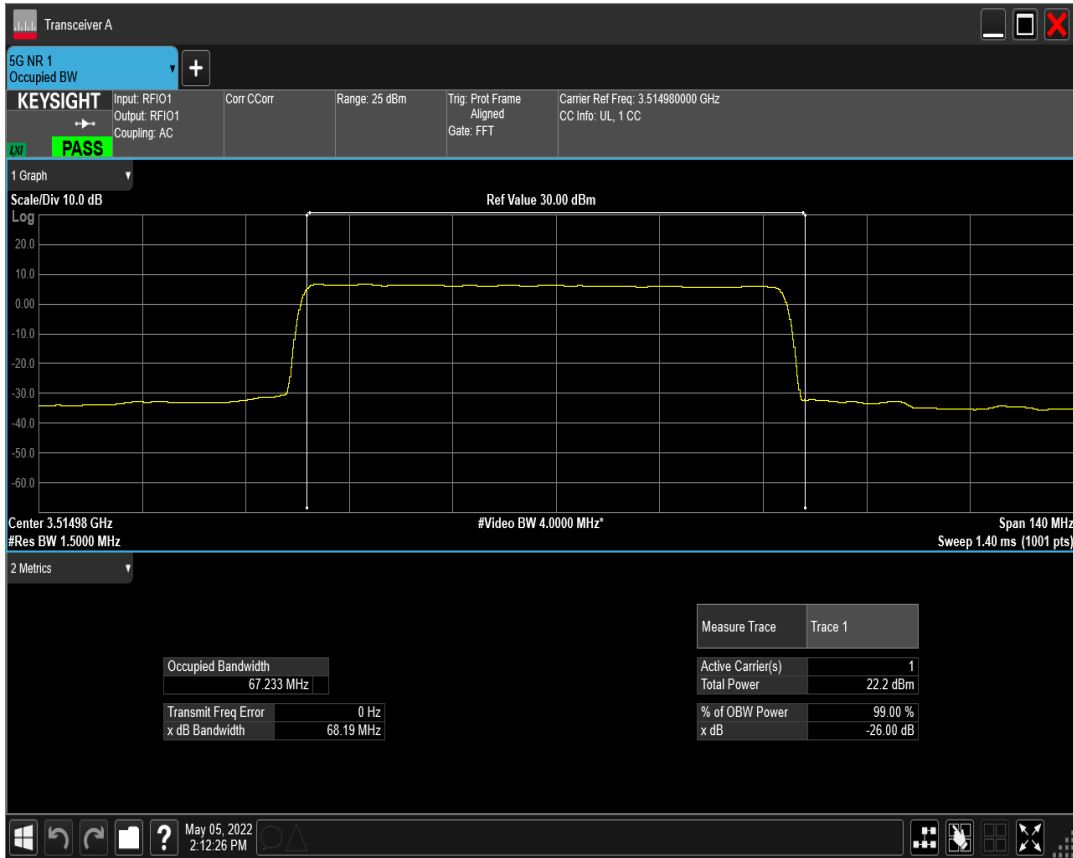 Transceiver A
5G NR 1
Occupied BW
+
KEYSIGHT
LXI
PASS
Input: RFIO1
Output: RFIO1
Coupling: AC
Corr CCorr
Range: 25 dBm
Trig: Prot Frame
Aligned
Gate: FFT
Carrier Ref Freq: 3.514980000 GHz
CC Info: UL, 1 CC
1 Graph
Scale/Div 10.0 dB
Ref Value 30.00 dBm
Log
20.0
10.0
0.00
-10.0
-20.0
-30.0
-40.0
-50.0
-60.0
Center 3.51498 GHz
#Video BW 4.0000 MHz*
Span 140 MHz
#Res BW 1.5000 MHz
Sweep 1.40 ms (1001 pts)
2 Metrics
Measure Trace Trace 1
Occupied Bandwidth
67.233 MHz
Active Carrier(s) 1
Total Power 22.2 dBm
Transmit Freq Error 0 Hz
x dB Bandwidth 68.19 MHz
% of OBW Power 99.00 %
x dB -26.00 dB
?
May 05, 2022
2:12:26 PM